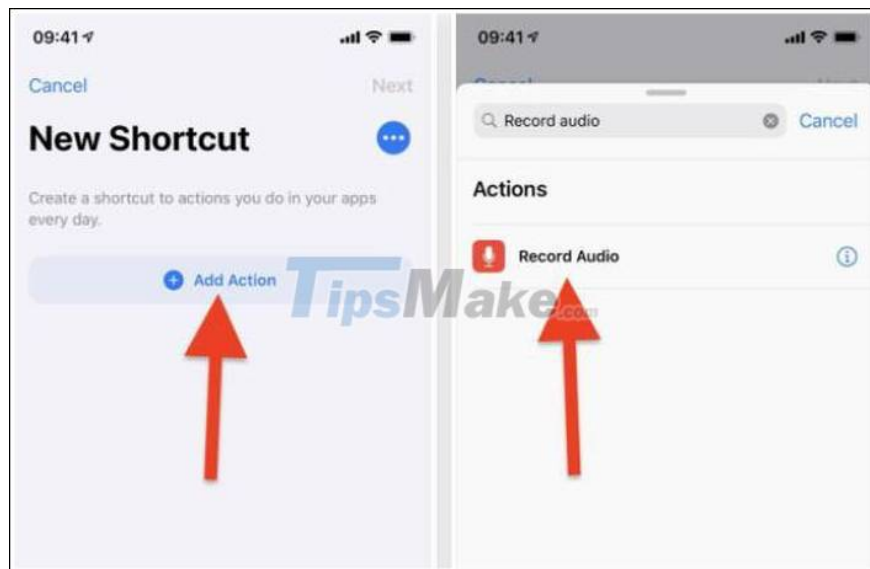 09:41
Cancel
Next
New Shortcut
Create a shortcut to actions you do in your apps
every day.
Add Action
09:41
Record audio
Cancel
Actions
Record Audio
TipsMake.com